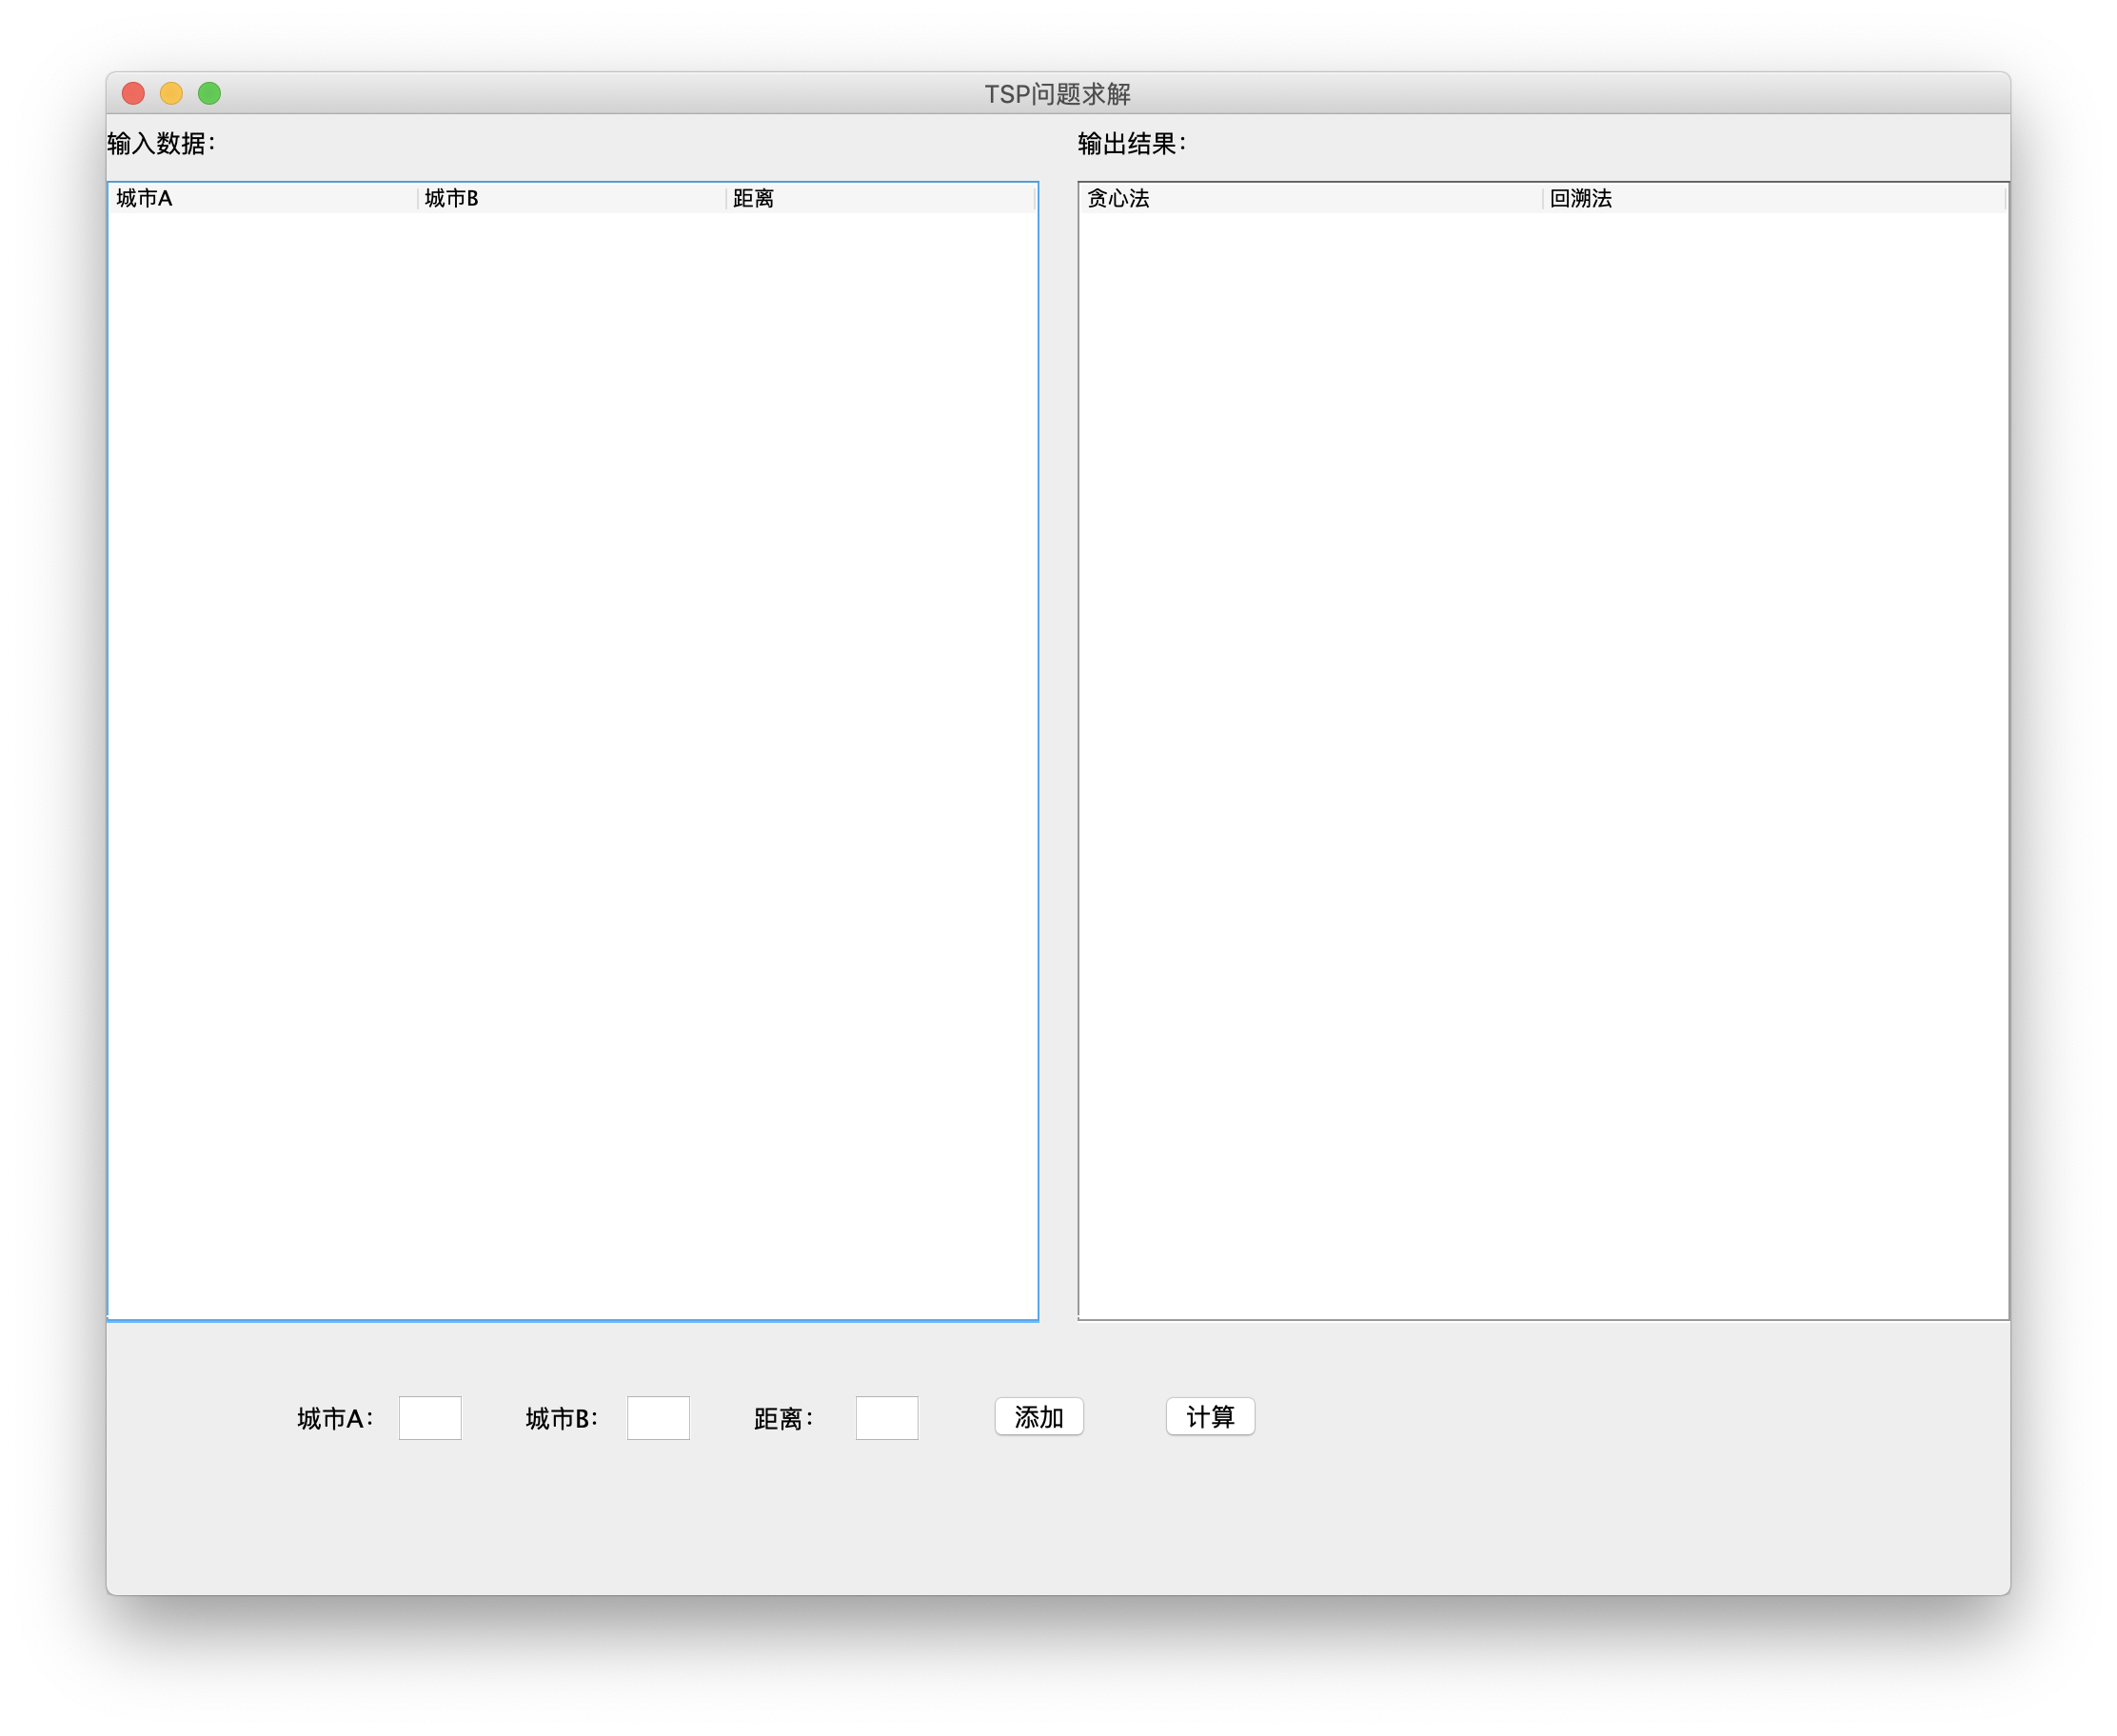 TSP问题求解
输入数据： 输出结果：
城市A 城市B 距离 贪心法 回溯法
城市A： 城市B： 距离： 添加 计算